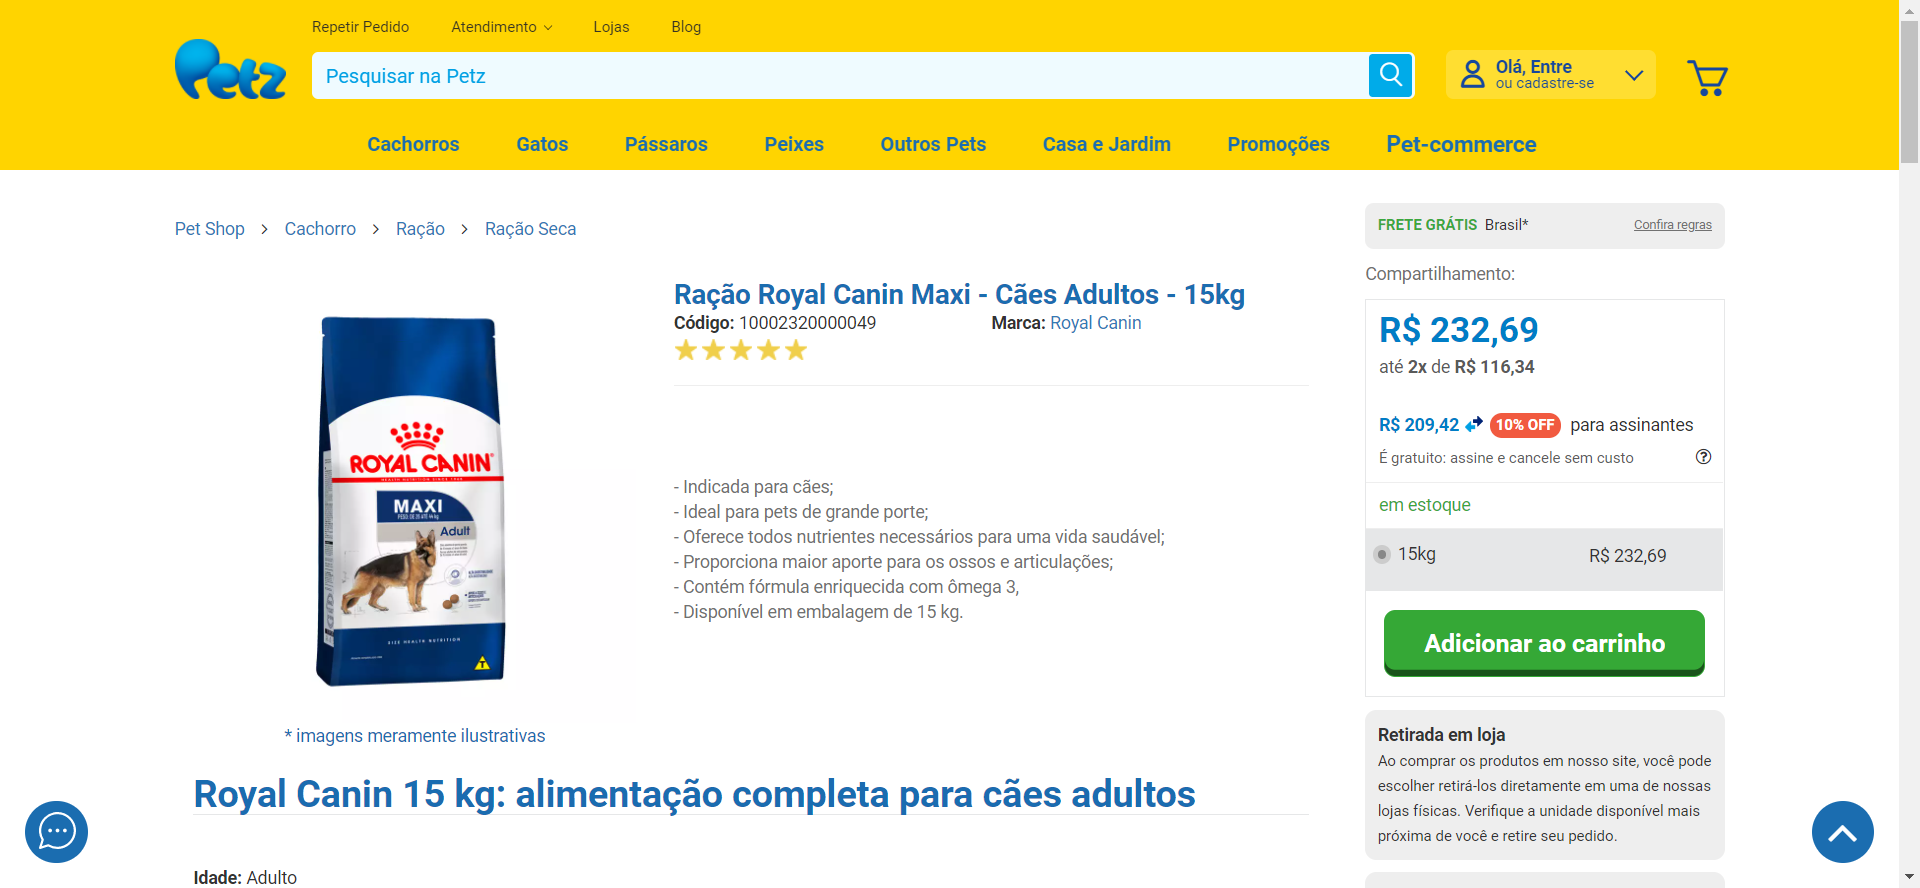 Repetir Pedido
Atendimento
Lojas
Blog
Petz
Pesquisar na Petz
Olá, Entre
ou cadastre-se
Cachorros
Gatos
Pássaros
Peixes
Outros Pets
Casa e Jardim
Promoções
Pet-commerce
Pet Shop > Cachorro > Ração > Ração Seca
ROYAL CANIN
HEALTH NUTRITION SINCE 1968
MAXI
Adult
SIZE HEALTH NUTRITION
T
* imagens meramente ilustrativas
Ração Royal Canin Maxi - Cães Adultos - 15kg
Código: 10002320000049
Marca: Royal Canin
- Indicada para cães;
- Ideal para pets de grande porte;
- Oferece todos nutrientes necessários para uma vida saudável;
- Proporciona maior aporte para os ossos e articulações;
- Contém fórmula enriquecida com ômega 3,
- Disponível em embalagem de 15 kg.
FRETE GRÁTIS Brasil*
Confira regras
Compartilhamento:
R$ 232,69
até 2x de R$ 116,34
R$ 209,42 10% OFF para assinantes
É gratuito: assine e cancele sem custo
em estoque
15kg R$ 232,69
Adicionar ao carrinho
Retirada em loja
Ao comprar os produtos em nosso site, você pode
escolher retirá-los diretamente em uma de nossas
lojas físicas. Verifique a unidade disponível mais
próxima de você e retire seu pedido.
Royal Canin 15 kg: alimentação completa para cães adultos
Idade: Adulto